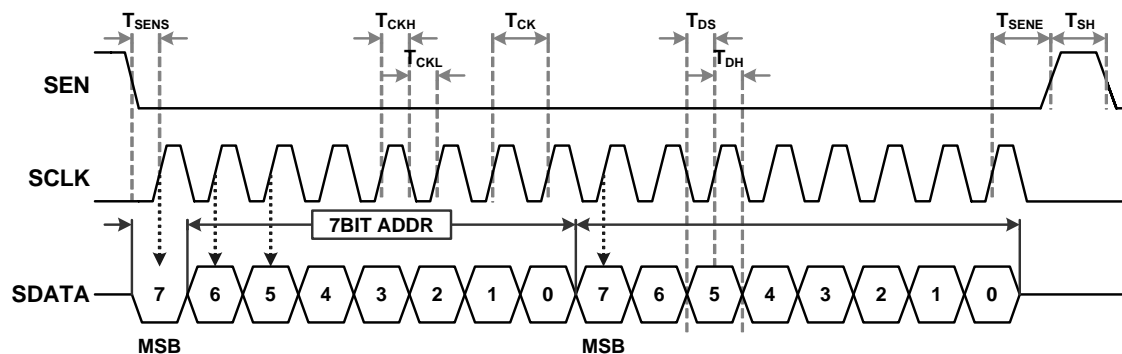 TSENS TCKH TCK TDS TSENE TSH
TCKL TDH
SEN
SCLK
7BIT ADDR
SDATA 7 6 5 4 3 2 1 0 7 6 5 4 3 2 1 0
MSB MSB